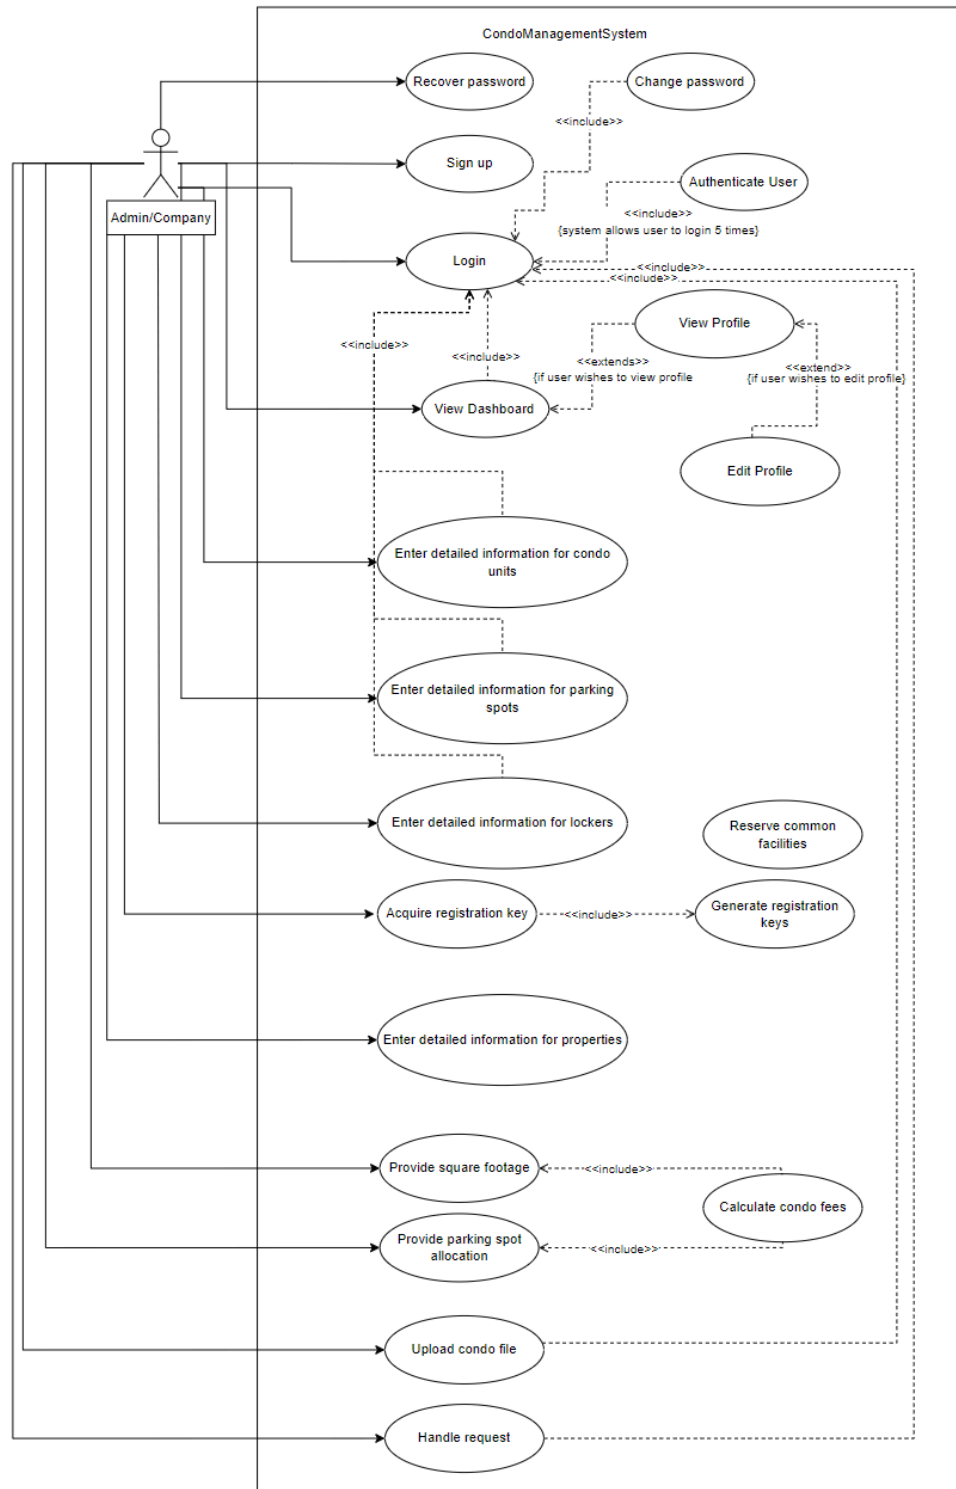 CondoManagementSystem
Recover password
Change password
<<include>>
Sign up
Authenticate User
Admin/Company
<<include>>
{system allows user to login 5 times}
Login
<<include>>
<<include>>
View Profile
<<include>>
<<include>>
<<extends>>
{if user wishes to view profile
<<extend>>
{if user wishes to edit profile}
View Dashboard
Edit Profile
Enter detailed information for condo
units
Enter detailed information for parking
spots
Enter detailed information for lockers
Reserve common
facilities
Acquire registration key
<<include>>
Generate registration
keys
Enter detailed information for properties
Provide square footage
<<include>>
Calculate condo fees
Provide parking spot
allocation
<<include>>
Upload condo file
Handle request